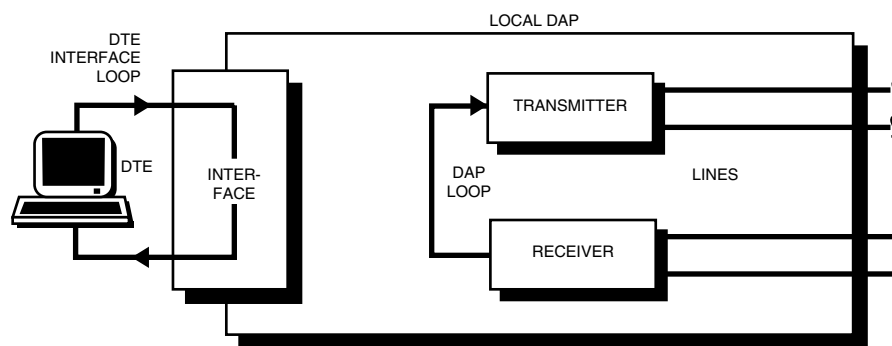 LOCAL DAP
DTE
INTERFACE
LOOP
TRANSMITTER
DTE
INTER-
FACE
DAP
LOOP
LINES
RECEIVER